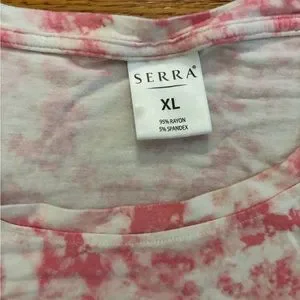 SERRA®
XL
95% RAYON
5% SPANDEX